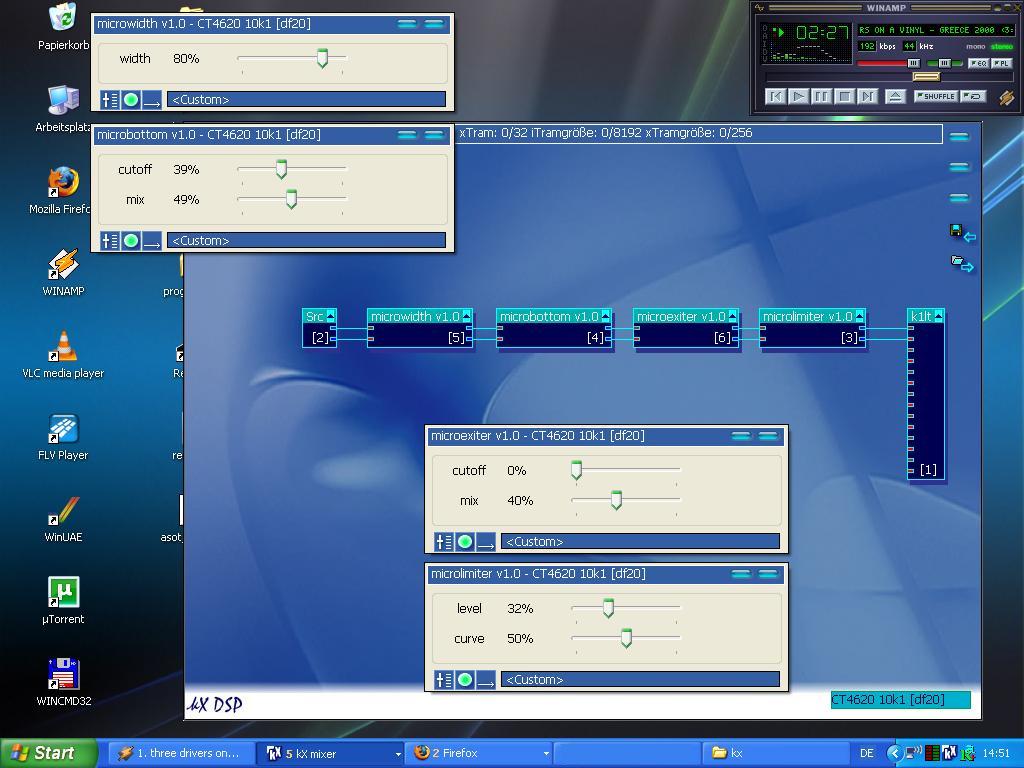 microwidth v1.0 - CT4620 10k1 [df20]
width 80%
<Custom>
microbottom v1.0 - CT4620 10k1 [df20]
cutoff 39%
mix 49%
<Custom>
WINAMP
02:27
RS ON A VINYL - GREECE 2000 <3:
192 kbps 44 kHz mono stereo
EQ PL
SHUFFLE
xTram: 0/32 iTramgröße: 0/8192 xTramgröße: 0/256
Papierkorb
Arbeitsplatz
Mozilla Firefo
WINAMP
prog
VLC media player
Re
FLV Player
re
WinUAE
asot_
µTorrent
WINCMD32
Src
[2]
microwidth v1.0
[5]
microbottom v1.0
[4]
microexiter v1.0
[6]
microlimiter v1.0
[3]
k1lt
[1]
microexiter v1.0 - CT4620 10k1 [df20]
cutoff 0%
mix 40%
<Custom>
microlimiter v1.0 - CT4620 10k1 [df20]
level 32%
curve 50%
<Custom>
kX DSP
CT4620 10k1 [df20]
Start
1. three drivers on...
5 kX mixer
2 Firefox
kx
DE
14:51